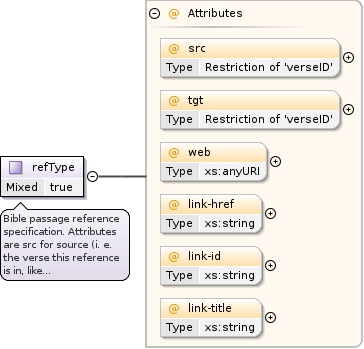 Attributes
@ src
Type Restriction of 'verseID'
@ tgt
Type Restriction of 'verseID'
@ web
Type xs:anyURI
refType
Mixed true
@ link-href
Type xs:string
Bible passage reference
specification. Attributes
are src for source (i. e.
the verse this reference
is in, like...
@ link-id
Type xs:string
@ link-title
Type xs:string